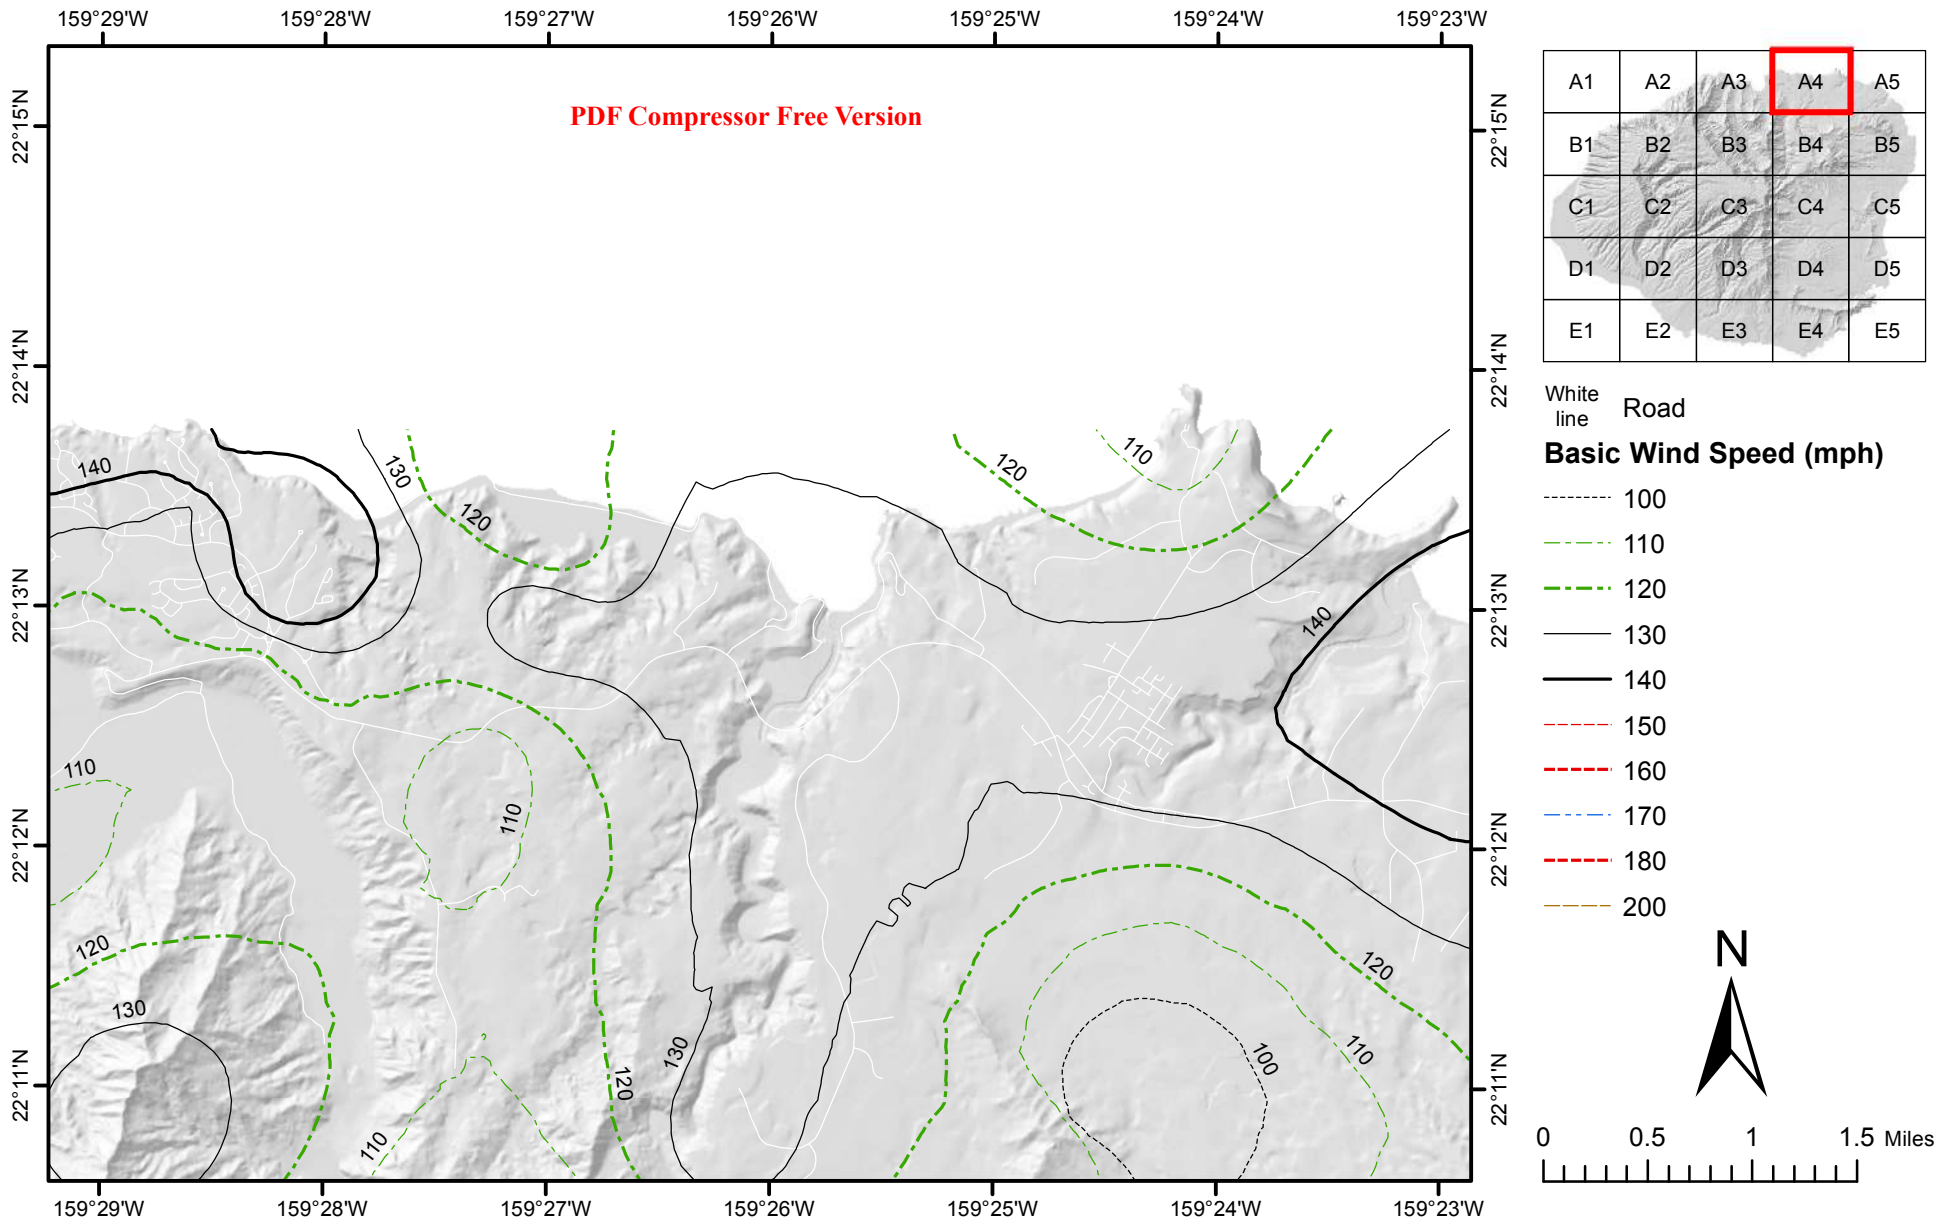 159°29'W 159°28'W 159°27'W 159°26'W 159°25'W 159°24'W 159°23'W
PDF Compressor Free Version
22°15'N
22°14'N
22°13'N
22°12'N
22°11'N
140
130
120
120
110
140
110
110
120
130
110
120
130
120
110
100
22°15'N
22°14'N
22°13'N
22°12'N
22°11'N
159°29'W 159°28'W 159°27'W 159°26'W 159°25'W 159°24'W 159°23'W
A1 A2 A3 A4 A5
B1 B2 B3 B4 B5
C1 C2 C3 C4 C5
D1 D2 D3 D4 D5
E1 E2 E3 E4 E5
White line Road
Basic Wind Speed (mph)
100
110
120
130
140
150
160
170
180
200
N
0 0.5 1 1.5 Miles